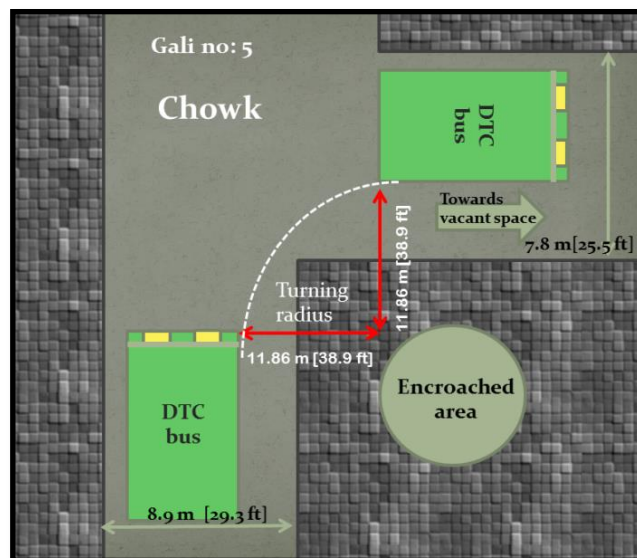 Gali no: 5
Chowk
DTC
bus
Towards
vacant space
7.8 m[25.5 ft]
11.86 m [38.9 ft]
Turning
radius
11.86 m [38.9 ft]
Encroached
area
DTC
bus
8.9 m [29.3 ft]